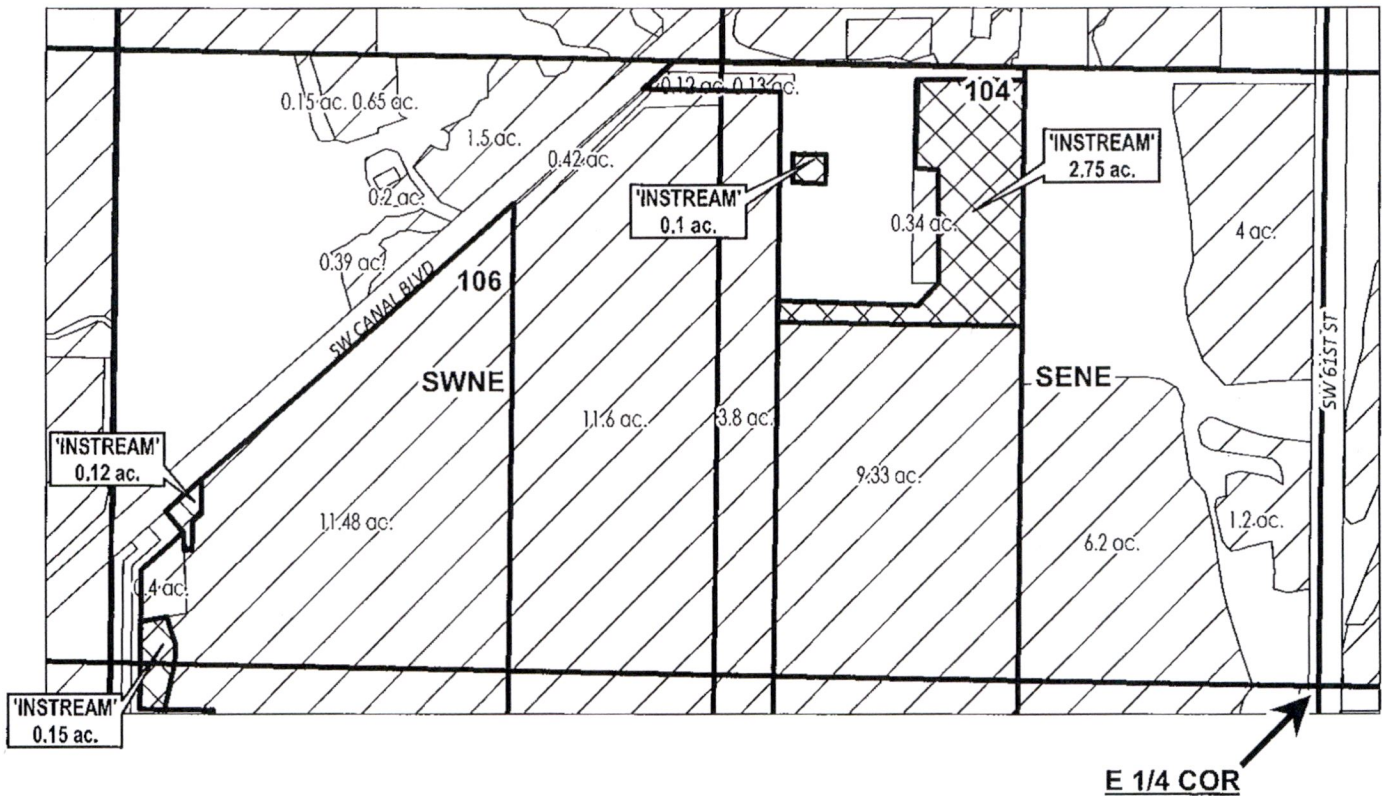 0.15 ac. 0.65 ac.
0.12 ac. 0.13 ac.
104
'INSTREAM'
2.75 ac.
1.5 ac.
0.42 ac.
'INSTREAM'
0.1 ac.
0.2 ac.
0.34 ac.
4 ac.
0.39 ac.
SW CANAL BLVD
106
SW 61ST ST
SWNE
SENE
11.6 ac.
3.8 ac.
'INSTREAM'
0.12 ac.
9.33 ac.
11.48 ac.
1.2 ac.
6.2 ac.
0.4 ac.
'INSTREAM'
0.15 ac.
E 1/4 COR